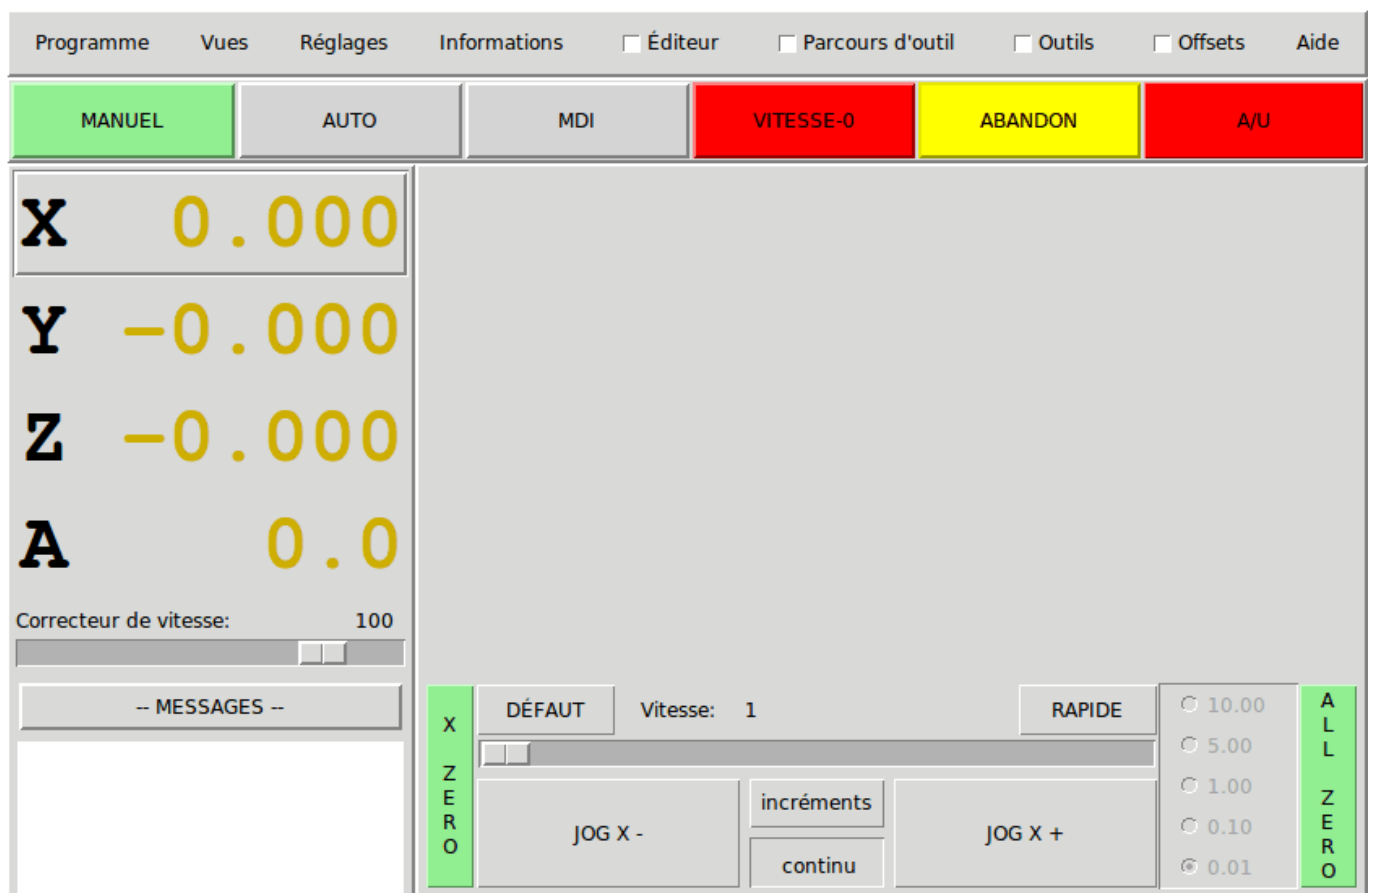 Programme Vues Réglages Informations Éditeur Parcours d'outil Outils Offsets Aide
MANUEL AUTO MDI VITESSE-0 ABANDON A/U
X 0.000
Y -0.000
Z -0.000
A 0.0
Correcteur de vitesse: 100
-- MESSAGES --
X ZERO
DÉFAUT Vitesse: 1 RAPIDE
JOG X -
incréments
continu
JOG X +
10.00
5.00
1.00
0.10
0.01
ALL ZERO